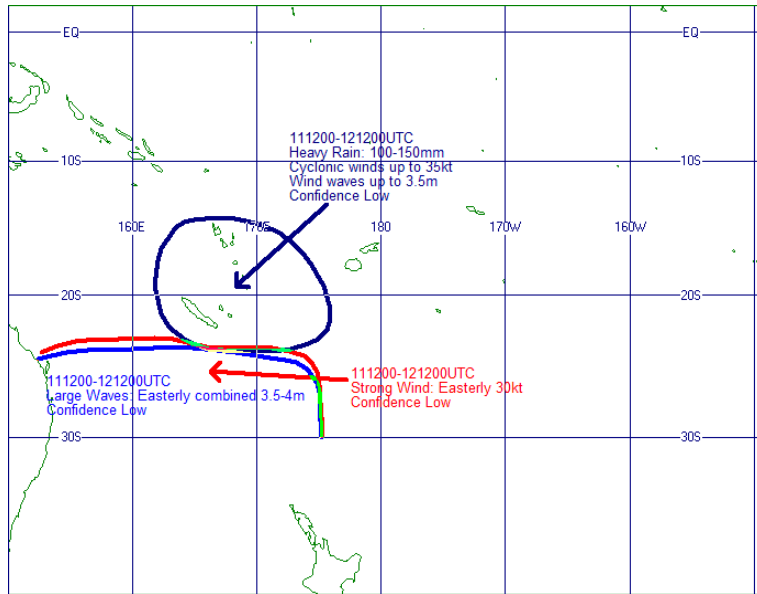 EQ
EQ
111200-121200UTC
Heavy Rain: 100-150mm
Cyclonic winds up to 35kt
Wind waves up to 3.5m
Confidence Low
10S
10S
160E
170E
180
170W
160W
20S
20S
111200-121200UTC
Large Waves: Easterly combined 3.5-4m
Confidence Low
111200-121200UTC
Strong Wind: Easterly 30kt
Confidence Low
30S
30S